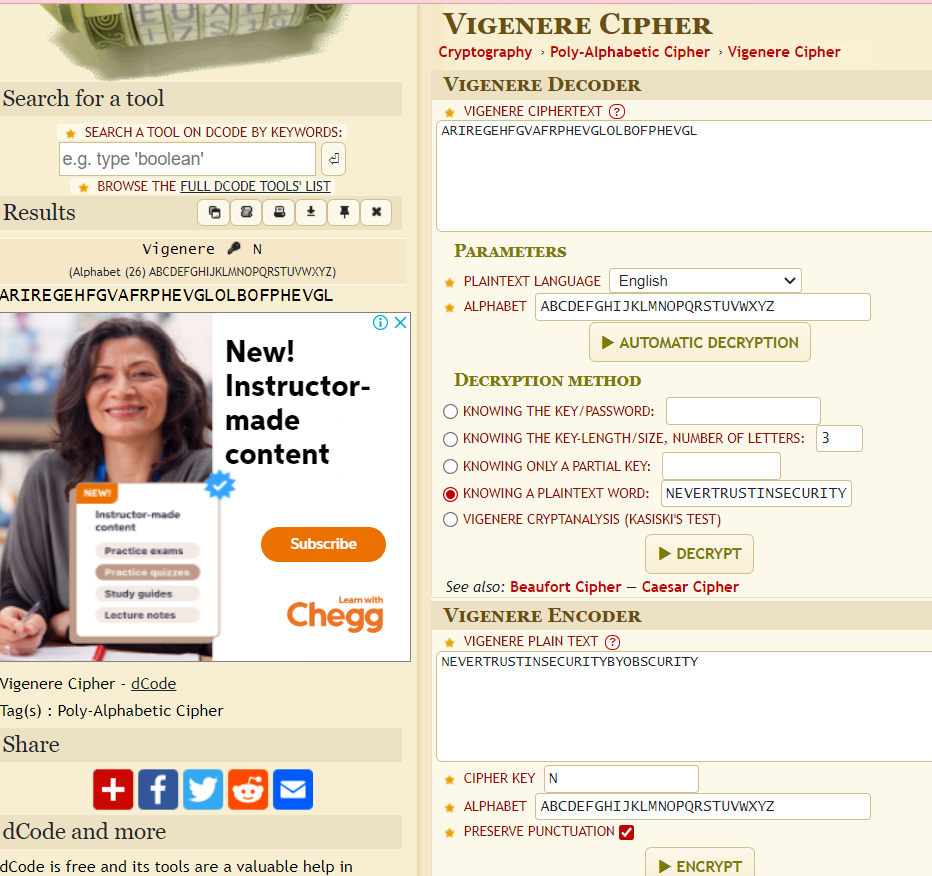 Search for a tool
SEARCH A TOOL ON DCODE BY KEYWORDS:
e.g. type 'boolean'
BROWSE THE FULL DCODE TOOLS' LIST
Results
Vigenere N
(Alphabet (26) ABCDEFGHIJKLMNOPQRSTUVWXYZ)
ARIREGEHFGVAFRPHEVGLOLBOFPHEVGL
New!
Instructor-
made
content
NEW!
Instructor-made
content
Practice exams
Practice quizzes
Study guides
Lecture notes
Subscribe
Learn with
Chegg
Vigenere Cipher - dCode
Tag(s) : Poly-Alphabetic Cipher
Share
dCode and more
dCode is free and its tools are a valuable help in
VIGENERE CIPHER
Cryptography › Poly-Alphabetic Cipher › Vigenere Cipher
VIGENERE DECODER
VIGENERE CIPHERTEXT ?
ARIREGEHFGVAFRPHEVGLOLBOFPHEVGL
PARAMETERS
PLAINTEXT LANGUAGE English
ALPHABET ABCDEFGHIJKLMNOPQRSTUVWXYZ
AUTOMATIC DECRYPTION
DECRYPTION METHOD
KNOWING THE KEY/PASSWORD:
KNOWING THE KEY-LENGTH/SIZE, NUMBER OF LETTERS: 3
KNOWING ONLY A PARTIAL KEY:
KNOWING A PLAINTEXT WORD: NEVERTRUSTINSECURITY
VIGENERE CRYPTANALYSIS (KASISKI'S TEST)
DECRYPT
See also: Beaufort Cipher — Caesar Cipher
VIGENERE ENCODER
VIGENERE PLAIN TEXT ?
NEVERTRUSTINSECURITYBYOBSCURITY
CIPHER KEY N
ALPHABET ABCDEFGHIJKLMNOPQRSTUVWXYZ
PRESERVE PUNCTUATION
ENCRYPT